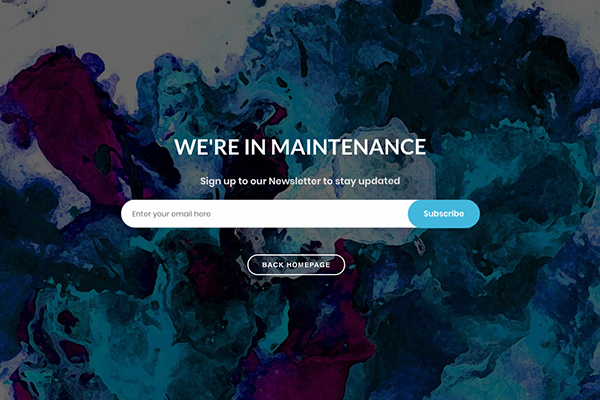 WE'RE IN MAINTENANCE
Sign up to our Newsletter to stay updated
Enter your email here
Subscribe
BACK HOMEPAGE